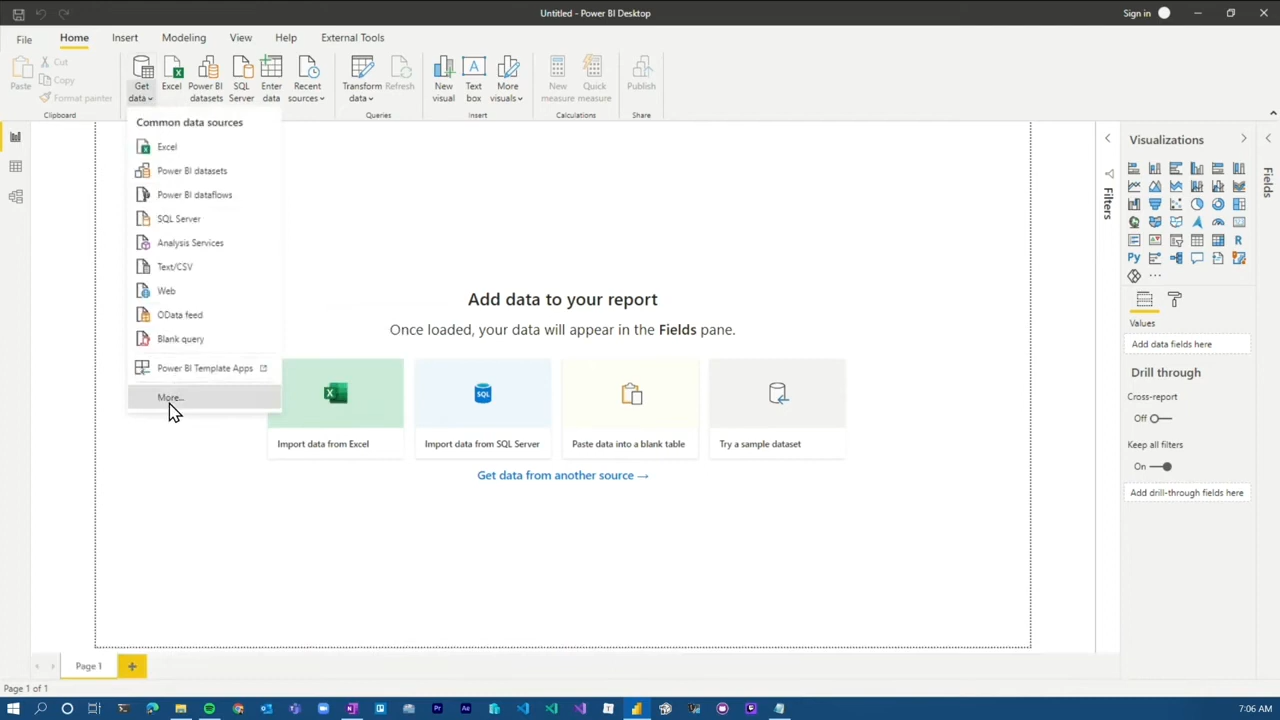 Untitled - Power BI Desktop
Sign in
File
Home
Insert
Modeling
View
Help
External Tools
Paste
Cut
Copy
Format painter
Clipboard
Get data
Excel
Power BI datasets
SQL Server
Enter data
Recent sources
Transform data
Refresh
Queries
New visual
Text box
More visuals
Insert
New measure
Quick measure
Calculations
Publish
Share
Common data sources
Excel
Power BI datasets
Power BI dataflows
SQL Server
Analysis Services
Text/CSV
Web
OData feed
Blank query
Power BI Template Apps
More...
Add data to your report
Once loaded, your data will appear in the Fields pane.
SQL
Import data from Excel
Import data from SQL Server
Paste data into a blank table
Try a sample dataset
Get data from another source →
Filters
Visualizations
R
Py
Values
Add data fields here
Drill through
Cross-report
Off
Keep all filters
On
Add drill-through fields here
Fields
Page 1
Page 1 of 1
Pr
Ae
7:06 AM